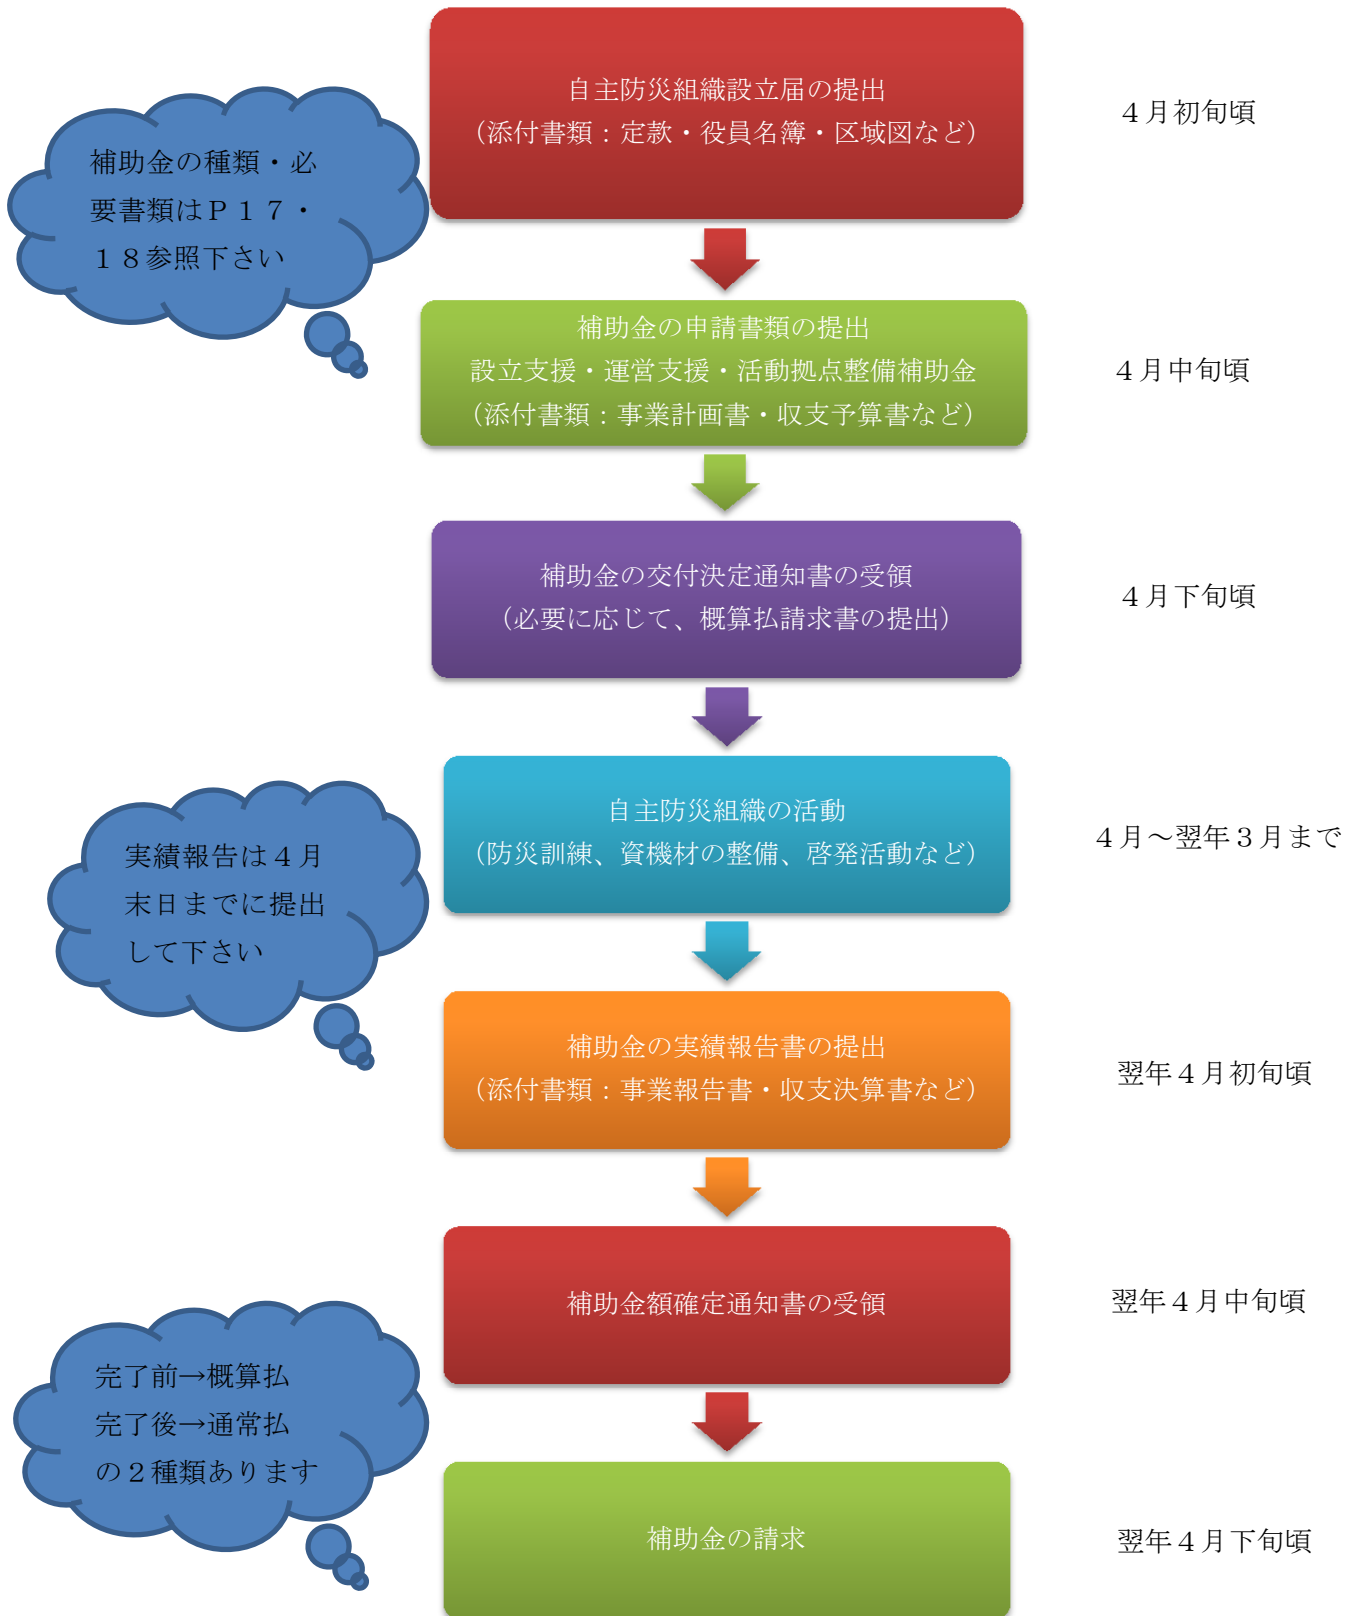 自主防災組織設立届の提出
（添付書類：定款・役員名簿・区域図など）
４月初旬頃
補助金の種類・必
要書類はＰ１７・
１８参照下さい
補助金の申請書類の提出
設立支援・運営支援・活動拠点整備補助金
（添付書類：事業計画書・収支予算書など）
４月中旬頃
補助金の交付決定通知書の受領
（必要に応じて、概算払請求書の提出）
４月下旬頃
自主防災組織の活動
（防災訓練、資機材の整備、啓発活動など）
４月～翌年３月まで
実績報告は４月
末日までに提出
して下さい
補助金の実績報告書の提出
（添付書類：事業報告書・収支決算書など）
翌年４月初旬頃
補助金額確定通知書の受領
翌年４月中旬頃
完了前→概算払
完了後→通常払
の２種類あります
補助金の請求
翌年４月下旬頃